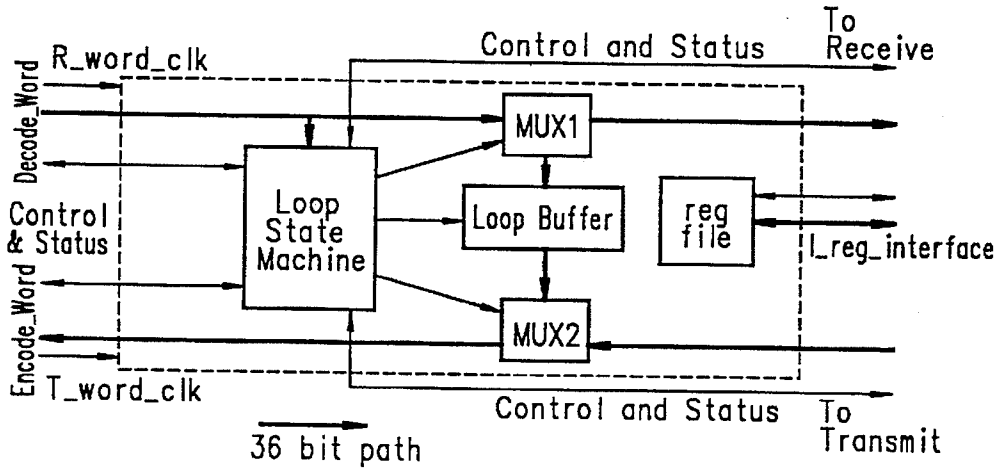 To
Receive
Control and Status
R_word_clk
Decode_Word
MUX1
Loop
State
Machine
Loop Buffer
reg
file
Control
& Status
I_reg_interface
Encode_Word
MUX2
T_word_clk
Control and Status
To
Transmit
36 bit path